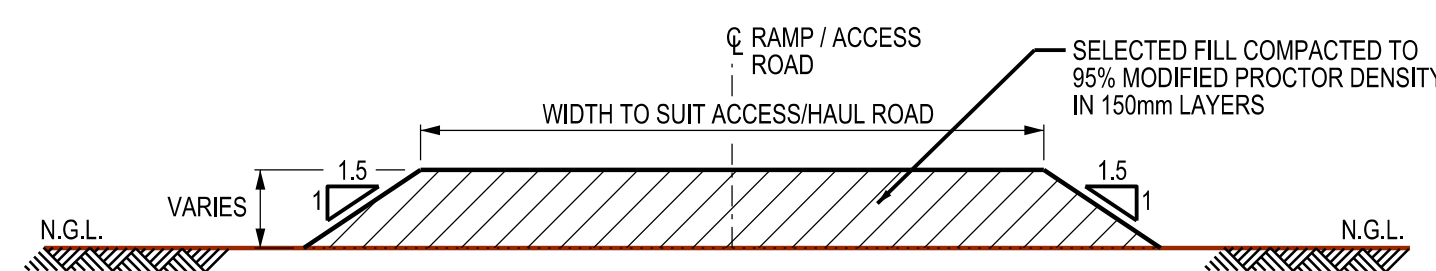 ℄ RAMP / ACCESS
ROAD
SELECTED FILL COMPACTED TO
95% MODIFIED PROCTOR DENSITY
IN 150mm LAYERS
WIDTH TO SUIT ACCESS/HAUL ROAD
1.5
1
1.5
1
VARIES
N.G.L.
N.G.L.